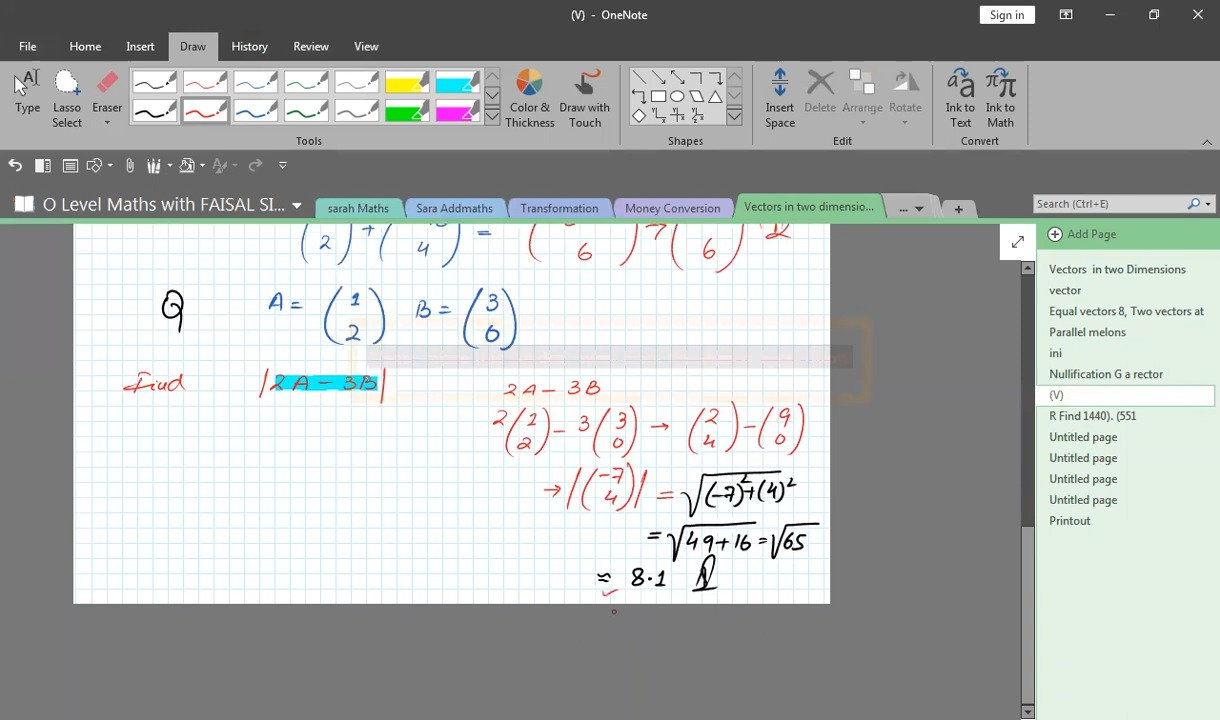 (V) - OneNote
Sign in
File Home Insert Draw History Review View
Type
Lasso Select
Eraser
Color & Thickness
Draw with Touch
Insert Space
Delete
Arrange
Rotate
Ink to Text
Ink to Math
Tools
Shapes
Edit
Convert
O Level Maths with FAISAL SI...
sarah Maths
Sara Addmaths
Transformation
Money Conversion
Vectors in two dimensio...
...
Search (Ctrl+E)
Add Page
Vectors in two Dimensions
vector
Equal vectors 8, Two vectors at
Parallel melons
ini
Nullification G a rector
(V)
R Find 1440). (551
Untitled page
Untitled page
Untitled page
Untitled page
Printout
2 + 4 = 6 → 6
Q A = (1 2) B = (3 0)
Find |2A - 3B|
2A - 3B
2(1 2) - 3(3 0) → (2 4) - (9 0)
→ |(-7 4)| = √(-7)²+(4)²
= √49+16 = √65
≈ 8.1